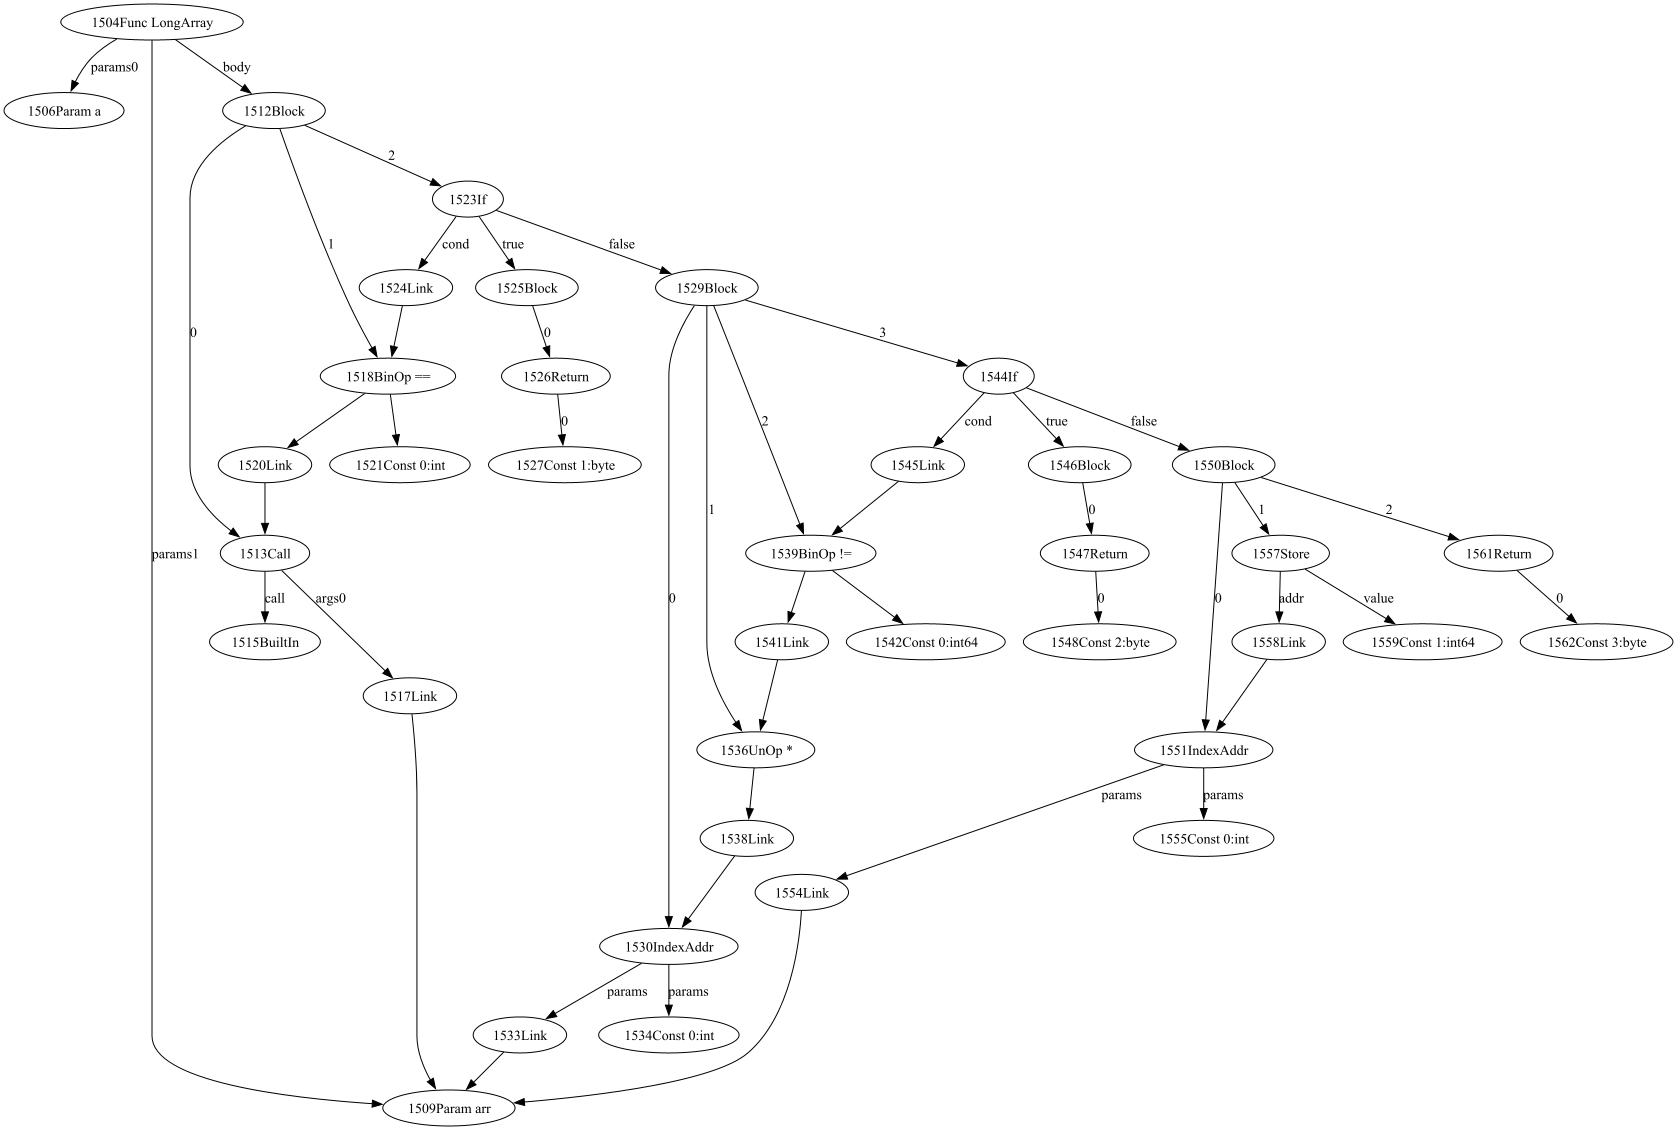 1504Func LongArray
params0
body
1506Param a
1512Block
2
1523If
cond
true
false
1
1524Link
1525Block
1529Block
0
0
3
1518BinOp ==
1526Return
1544If
0
2
cond
true
false
1520Link
1521Const 0:int
1527Const 1:byte
1545Link
1546Block
1550Block
1
0
1
2
params1
1513Call
1539BinOp !=
1547Return
1557Store
1561Return
call
args0
0
0
0
addr
value
0
1515BuiltIn
1541Link
1542Const 0:int64
1548Const 2:byte
1558Link
1559Const 1:int64
1562Const 3:byte
1517Link
1536UnOp *
1551IndexAddr
params
params
1538Link
1555Const 0:int
1554Link
1530IndexAddr
params
params
1533Link
1534Const 0:int
1509Param arr